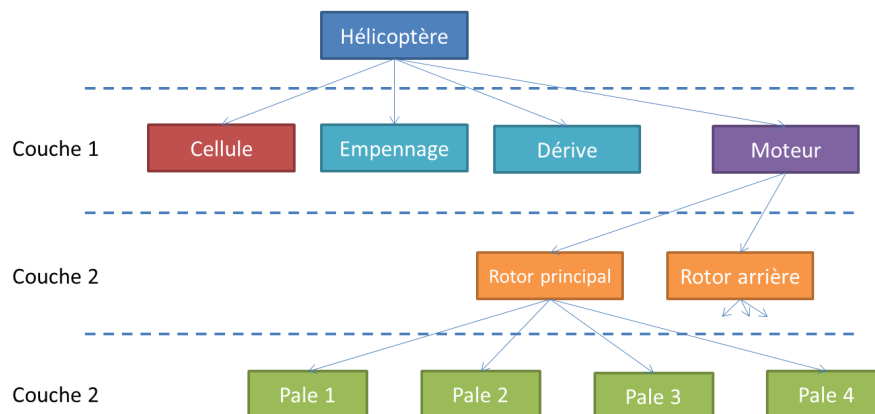 Hélicoptère
Couche 1
Cellule
Empennage
Dérive
Moteur
Couche 2
Rotor principal
Rotor arrière
Couche 2
Pale 1
Pale 2
Pale 3
Pale 4